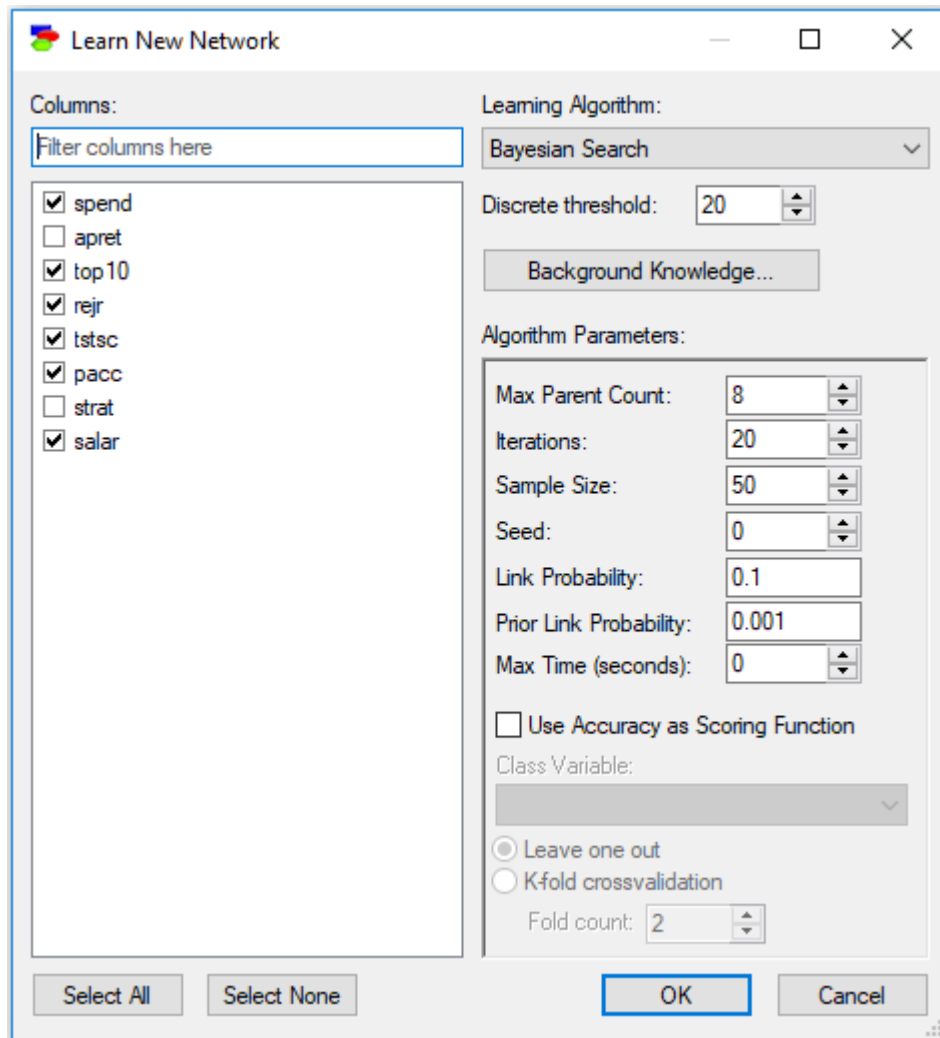 Learn New Network
Columns:
Filter columns here
spend
apret
top10
rejr
tstsc
pacc
strat
salar
Select All
Select None
Learning Algorithm:
Bayesian Search
Discrete threshold: 20
Background Knowledge...
Algorithm Parameters:
Max Parent Count: 8
Iterations: 20
Sample Size: 50
Seed: 0
Link Probability: 0.1
Prior Link Probability: 0.001
Max Time (seconds): 0
Use Accuracy as Scoring Function
Class Variable:
Leave one out
K-fold crossvalidation
Fold count: 2
OK
Cancel